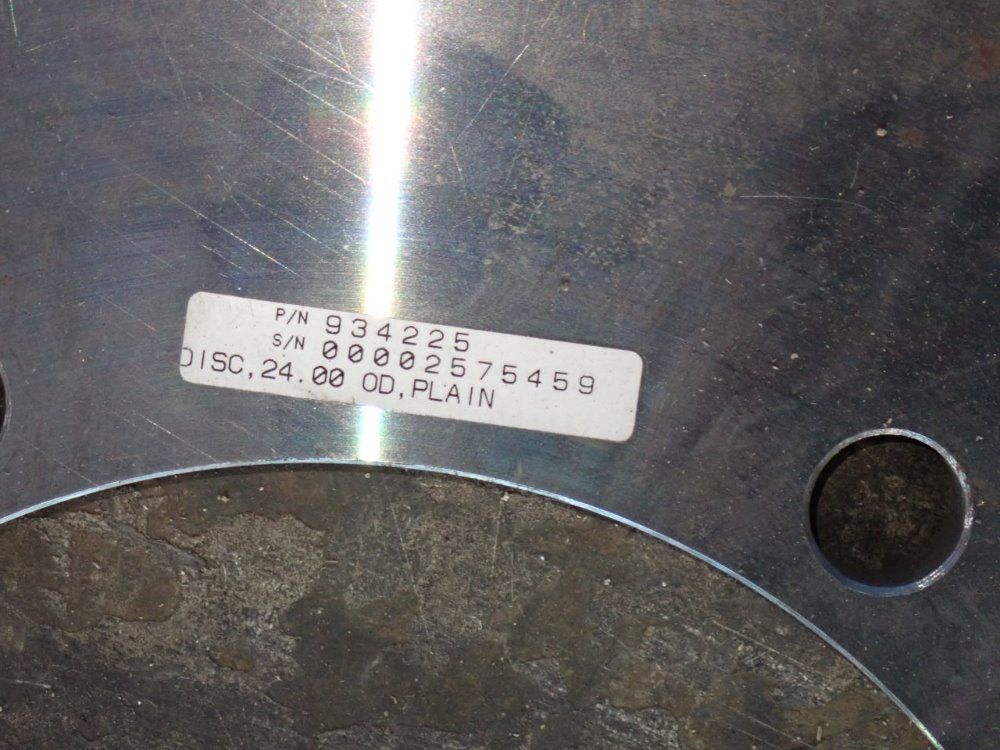 P/N 934225
S/N 00002575459
DISC,24.00 OD,PLAIN